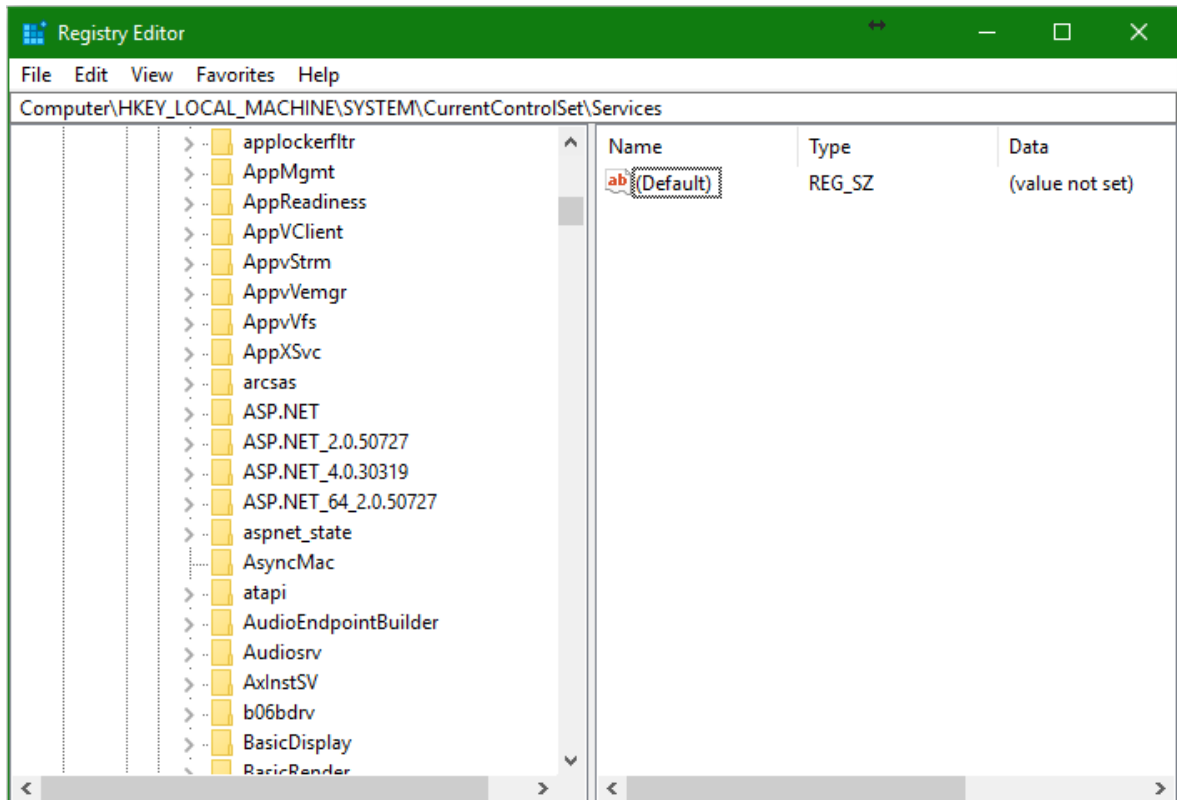 Registry Editor
File Edit View Favorites Help
Computer\HKEY_LOCAL_MACHINE\SYSTEM\CurrentControlSet\Services
applockerfltr
AppMgmt
AppReadiness
AppVClient
AppvStrm
AppvVemgr
AppvVfs
AppXSvc
arcsas
ASP.NET
ASP.NET_2.0.50727
ASP.NET_4.0.30319
ASP.NET_64_2.0.50727
aspnet_state
AsyncMac
atapi
AudioEndpointBuilder
Audiosrv
AxInstSV
b06bdrv
BasicDisplay
BasicRender
Name Type Data
ab (Default) REG_SZ (value not set)